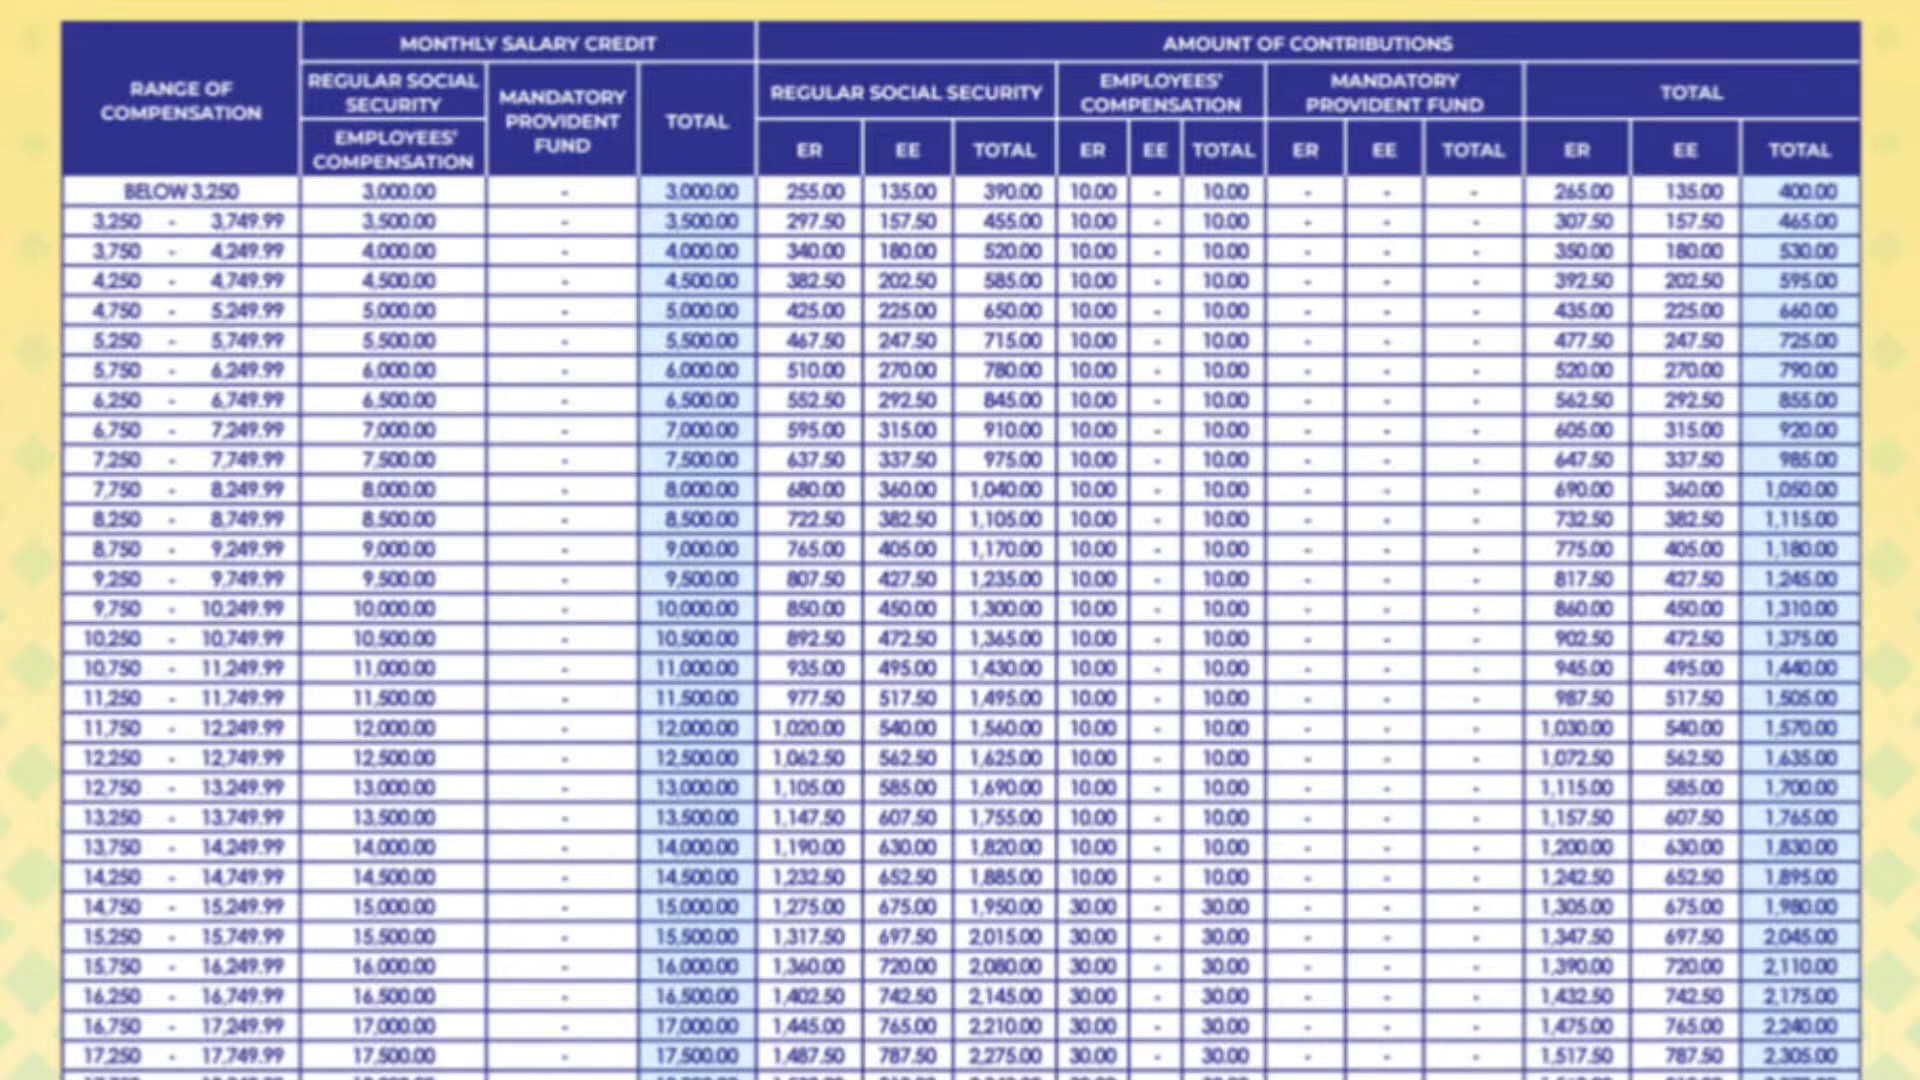 MONTHLY SALARY CREDIT AMOUNT OF CONTRIBUTIONS
RANGE OF COMPENSATION REGULAR SOCIAL SECURITY EMPLOYEES' COMPENSATION MANDATORY PROVIDENT FUND TOTAL REGULAR SOCIAL SECURITY EMPLOYEES' COMPENSATION MANDATORY PROVIDENT FUND TOTAL
ER EE TOTAL ER EE TOTAL ER EE TOTAL ER EE TOTAL
BELOW 3,250 3,000.00 - 3,000.00 255.00 135.00 390.00 10.00 - 10.00 - - - 265.00 135.00 400.00
3,250 - 3,749.99 3,500.00 - 3,500.00 297.50 157.50 455.00 10.00 - 10.00 - - - 307.50 157.50 465.00
3,750 - 4,249.99 4,000.00 - 4,000.00 340.00 180.00 520.00 10.00 - 10.00 - - - 350.00 180.00 530.00
4,250 - 4,749.99 4,500.00 - 4,500.00 382.50 202.50 585.00 10.00 - 10.00 - - - 392.50 202.50 595.00
4,750 - 5,249.99 5,000.00 - 5,000.00 425.00 225.00 650.00 10.00 - 10.00 - - - 435.00 225.00 660.00
5,250 - 5,749.99 5,500.00 - 5,500.00 467.50 247.50 715.00 10.00 - 10.00 - - - 477.50 247.50 725.00
5,750 - 6,249.99 6,000.00 - 6,000.00 510.00 270.00 780.00 10.00 - 10.00 - - - 520.00 270.00 790.00
6,250 - 6,749.99 6,500.00 - 6,500.00 552.50 292.50 845.00 10.00 - 10.00 - - - 562.50 292.50 855.00
6,750 - 7,249.99 7,000.00 - 7,000.00 595.00 315.00 910.00 10.00 - 10.00 - - - 605.00 315.00 920.00
7,250 - 7,749.99 7,500.00 - 7,500.00 637.50 337.50 975.00 10.00 - 10.00 - - - 647.50 337.50 985.00
7,750 - 8,249.99 8,000.00 - 8,000.00 680.00 360.00 1,040.00 10.00 - 10.00 - - - 690.00 360.00 1,050.00
8,250 - 8,749.99 8,500.00 - 8,500.00 722.50 382.50 1,105.00 10.00 - 10.00 - - - 732.50 382.50 1,115.00
8,750 - 9,249.99 9,000.00 - 9,000.00 765.00 405.00 1,170.00 10.00 - 10.00 - - - 775.00 405.00 1,180.00
9,250 - 9,749.99 9,500.00 - 9,500.00 807.50 427.50 1,235.00 10.00 - 10.00 - - - 817.50 427.50 1,245.00
9,750 - 10,249.99 10,000.00 - 10,000.00 850.00 450.00 1,300.00 10.00 - 10.00 - - - 860.00 450.00 1,310.00
10,250 - 10,749.99 10,500.00 - 10,500.00 892.50 472.50 1,365.00 10.00 - 10.00 - - - 902.50 472.50 1,375.00
10,750 - 11,249.99 11,000.00 - 11,000.00 935.00 495.00 1,430.00 10.00 - 10.00 - - - 945.00 495.00 1,440.00
11,250 - 11,749.99 11,500.00 - 11,500.00 977.50 517.50 1,495.00 10.00 - 10.00 - - - 987.50 517.50 1,505.00
11,750 - 12,249.99 12,000.00 - 12,000.00 1,020.00 540.00 1,560.00 10.00 - 10.00 - - - 1,030.00 540.00 1,570.00
12,250 - 12,749.99 12,500.00 - 12,500.00 1,062.50 562.50 1,625.00 10.00 - 10.00 - - - 1,072.50 562.50 1,635.00
12,750 - 13,249.99 13,000.00 - 13,000.00 1,105.00 585.00 1,690.00 10.00 - 10.00 - - - 1,115.00 585.00 1,700.00
13,250 - 13,749.99 13,500.00 - 13,500.00 1,147.50 607.50 1,755.00 10.00 - 10.00 - - - 1,157.50 607.50 1,765.00
13,750 - 14,249.99 14,000.00 - 14,000.00 1,190.00 630.00 1,820.00 10.00 - 10.00 - - - 1,200.00 630.00 1,830.00
14,250 - 14,749.99 14,500.00 - 14,500.00 1,232.50 652.50 1,885.00 10.00 - 10.00 - - - 1,242.50 652.50 1,895.00
14,750 - 15,249.99 15,000.00 - 15,000.00 1,275.00 675.00 1,950.00 30.00 - 30.00 - - - 1,305.00 675.00 1,980.00
15,250 - 15,749.99 15,500.00 - 15,500.00 1,317.50 697.50 2,015.00 30.00 - 30.00 - - - 1,347.50 697.50 2,045.00
15,750 - 16,249.99 16,000.00 - 16,000.00 1,360.00 720.00 2,080.00 30.00 - 30.00 - - - 1,390.00 720.00 2,110.00
16,250 - 16,749.99 16,500.00 - 16,500.00 1,402.50 742.50 2,145.00 30.00 - 30.00 - - - 1,432.50 742.50 2,175.00
16,750 - 17,249.99 17,000.00 - 17,000.00 1,445.00 765.00 2,210.00 30.00 - 30.00 - - - 1,475.00 765.00 2,240.00
17,250 - 17,749.99 17,500.00 - 17,500.00 1,487.50 787.50 2,275.00 30.00 - 30.00 - - - 1,517.50 787.50 2,305.00